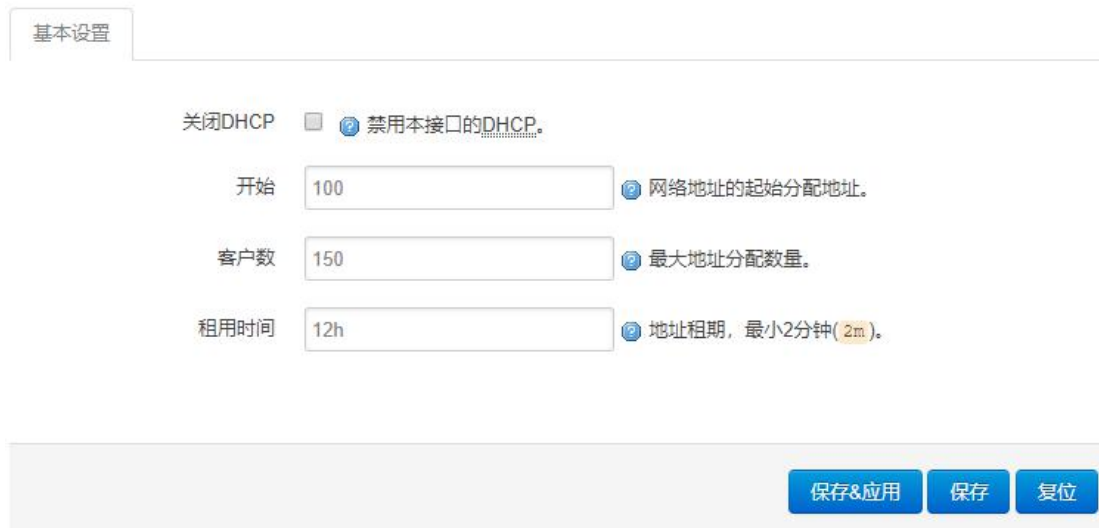 基本设置
关闭DHCP 禁用本接口的DHCP。
开始 100 网络地址的起始分配地址。
客户数 150 最大地址分配数量。
租用时间 12h 地址租期，最小2分钟(2m)。
保存&应用 保存 复位